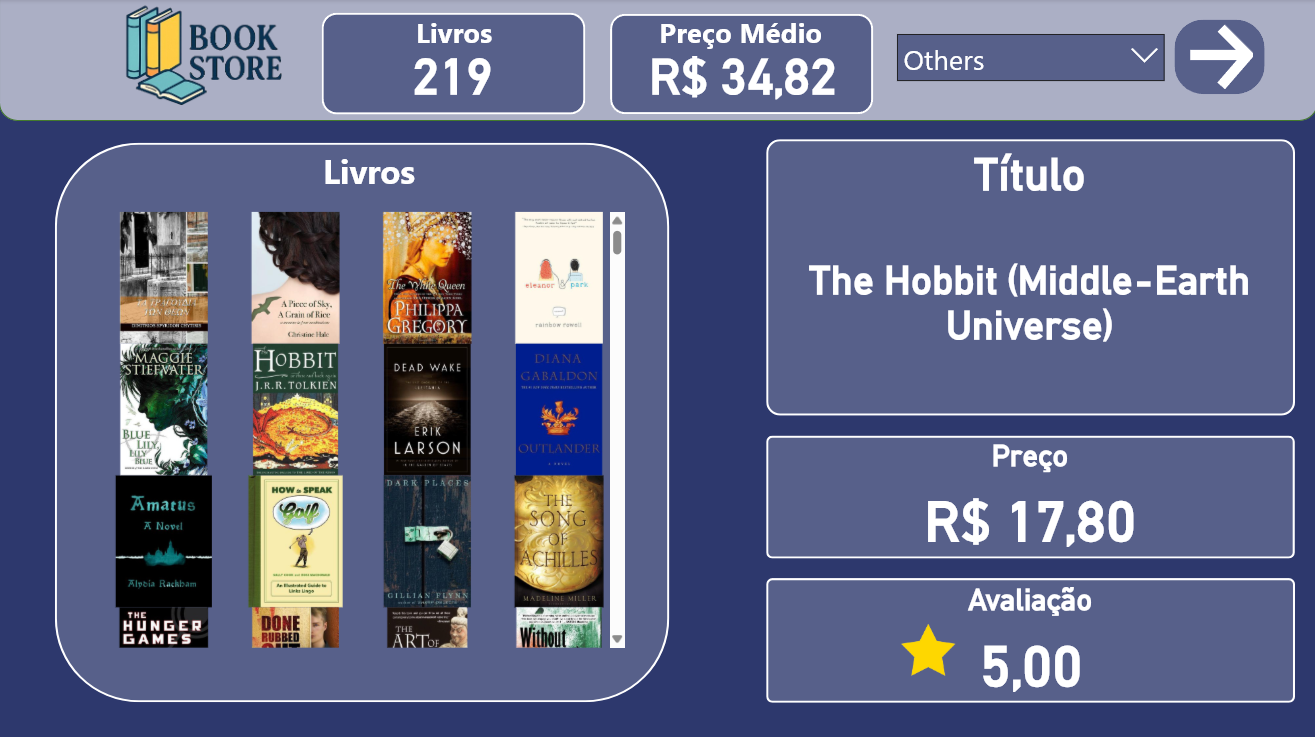 BOOK
STORE
Livros
219
Preço Médio
R$ 34,82
Others
Livros
A Piece of Sky,
A Grain of Rice
Christine Hale
The White Queen
PHILIPPA
GREGORY
eleanor & park
rainbow rowell
MAGGIE
STIEFVATER
BLUE LILY,
LILY BLUE
HOBBIT
J.R.R. TOLKIEN
DEAD WAKE
ERIK
LARSON
DIANA
GABALDON
OUTLANDER
A NOVEL
Amatus
A Novel
Alydia Rackham
HOW to SPEAK
Golf
An Illustrated Guide to
Links Lingo
DARK PLACES
GILLIAN FLYNN
THE
SONG
OF
ACHILLES
MADELINE MILLER
THE
HUNGER
GAMES
DONE
RUBBED
OUT
THE
ART OF
Without
Título
The Hobbit (Middle-Earth
Universe)
Preço
R$ 17,80
Avaliação
5,00